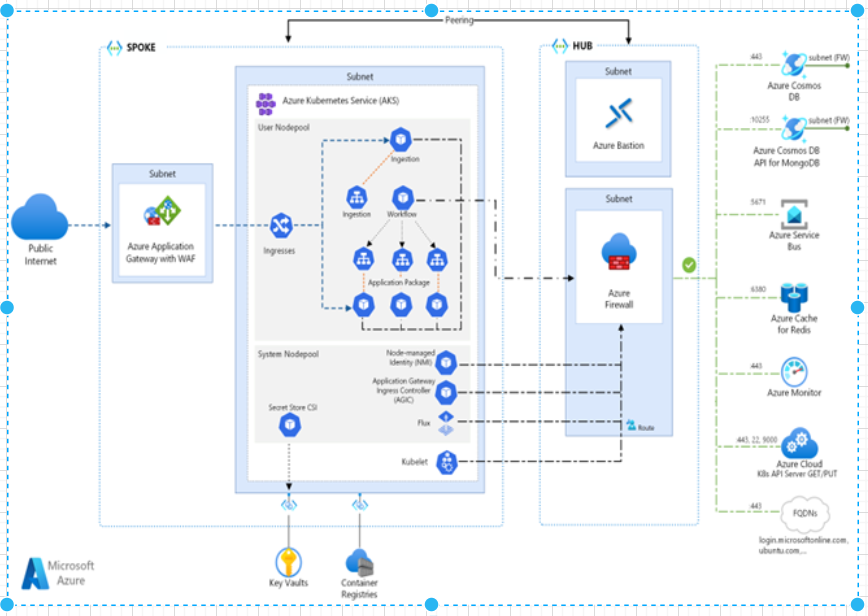 Peering
SPOKE
HUB
Subnet
Azure Kubernetes Service (AKS)
User Nodepool
Ingestion
Ingestion
Workflow
Application Package
Ingresses
System Nodepool
Node-managed
Identity (NMI)
Application Gateway
Ingress Controller
(AGIC)
Secret Store CSI
Flux
Kubelet
Public
Internet
Subnet
Azure Application
Gateway with WAF
Subnet
Azure Bastion
Subnet
Azure
Firewall
Route
:443
subnet (FW)
Azure Cosmos
DB
:10255
subnet (FW)
Azure Cosmos DB
API for MongoDB
5671
Azure Service
Bus
6380
Azure Cache
for Redis
:443
Azure Monitor
:443, 22, 9000
Azure Cloud
K8s API Server GET/PUT
:443
FQDNs
login.microsoftonline.com,
ubuntu.com,...
Key Vaults
Container
Registries
Microsoft
Azure